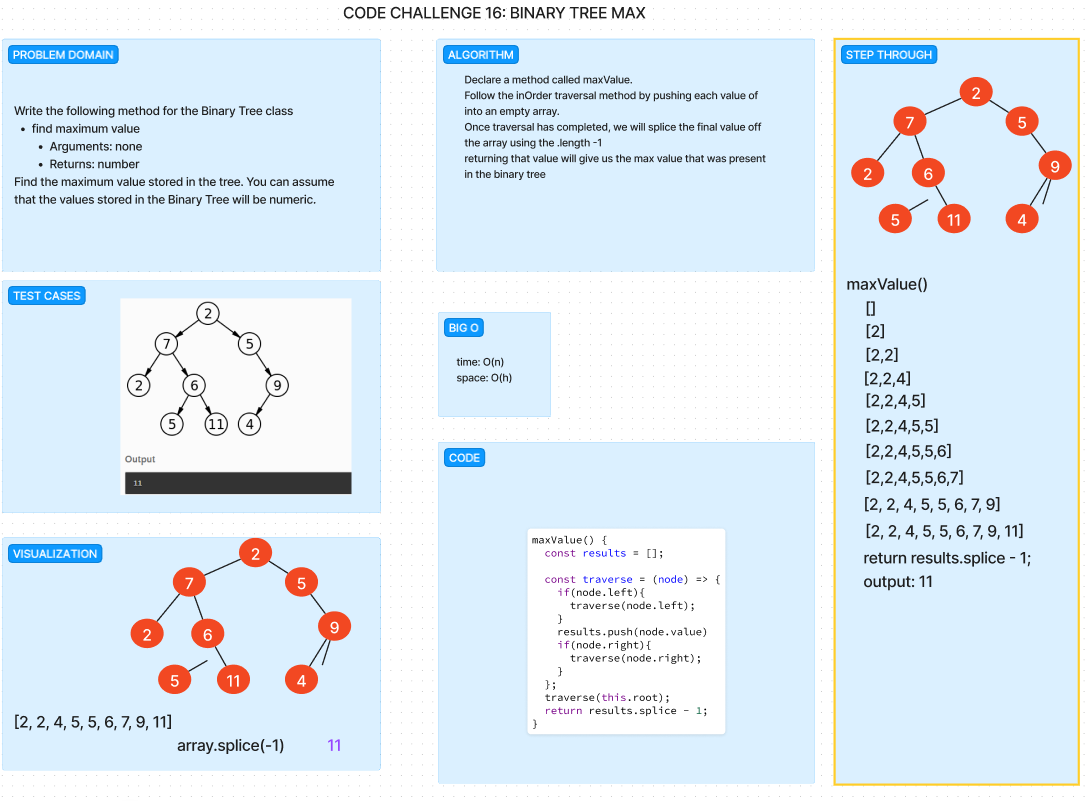 CODE CHALLENGE 16: BINARY TREE MAX
PROBLEM DOMAIN
Write the following method for the Binary Tree class
• find maximum value
• Arguments: none
• Returns: number
Find the maximum value stored in the tree. You can assume
that the values stored in the Binary Tree will be numeric.
TEST CASES
2
7 5
2 6 9
5 11 4
Output
11
VISUALIZATION
2
7 5
2 6 9
5 11 4
[2, 2, 4, 5, 5, 6, 7, 9, 11]
array.splice(-1) 11
ALGORITHM
Declare a method called maxValue.
Follow the inOrder traversal method by pushing each value of
into an empty array.
Once traversal has completed, we will splice the final value off
the array using the .length -1
returning that value will give us the max value that was present
in the binary tree
BIG O
time: O(n)
space: O(h)
CODE
maxValue() {
const results = [];
const traverse = (node) => {
if(node.left){
traverse(node.left);
}
results.push(node.value)
if(node.right){
traverse(node.right);
}
};
traverse(this.root);
return results.splice - 1;
}
STEP THROUGH
2
7 5
2 6 9
5 11 4
maxValue()
[]
[2]
[2,2]
[2,2,4]
[2,2,4,5]
[2,2,4,5,5]
[2,2,4,5,5,6]
[2,2,4,5,5,6,7]
[2, 2, 4, 5, 5, 6, 7, 9]
[2, 2, 4, 5, 5, 6, 7, 9, 11]
return results.splice - 1;
output: 11